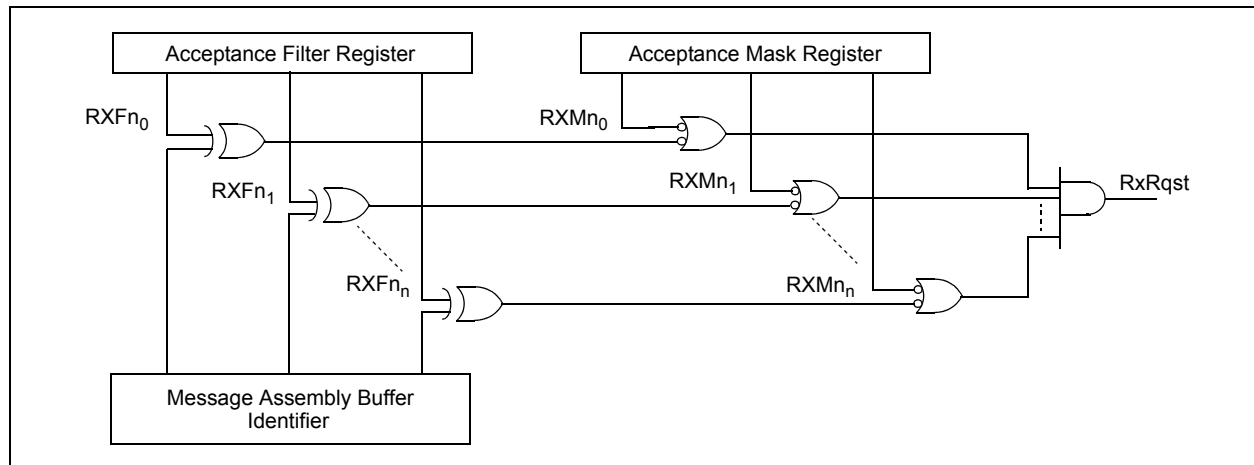 Acceptance Filter Register
Acceptance Mask Register
RXFn0
RXMn0
RXFn1
RXMn1
RxRqst
RXFnn
RXMnn
Message Assembly Buffer
Identifier